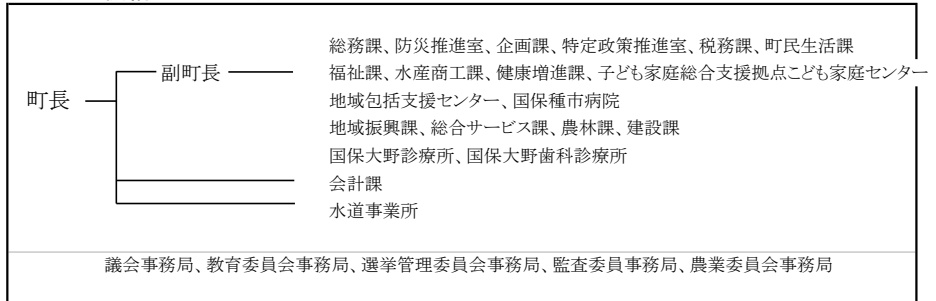 総務課、防災推進室、企画課、特定政策推進室、税務課、町民生活課
町長 副町長 福祉課、水産商工課、健康増進課、子ども家庭総合支援拠点こども家庭センター
地域包括支援センター、国保種市病院
地域振興課、総合サービス課、農林課、建設課
国保大野診療所、国保大野歯科診療所
会計課
水道事業所
議会事務局、教育委員会事務局、選挙管理委員会事務局、監査委員事務局、農業委員会事務局